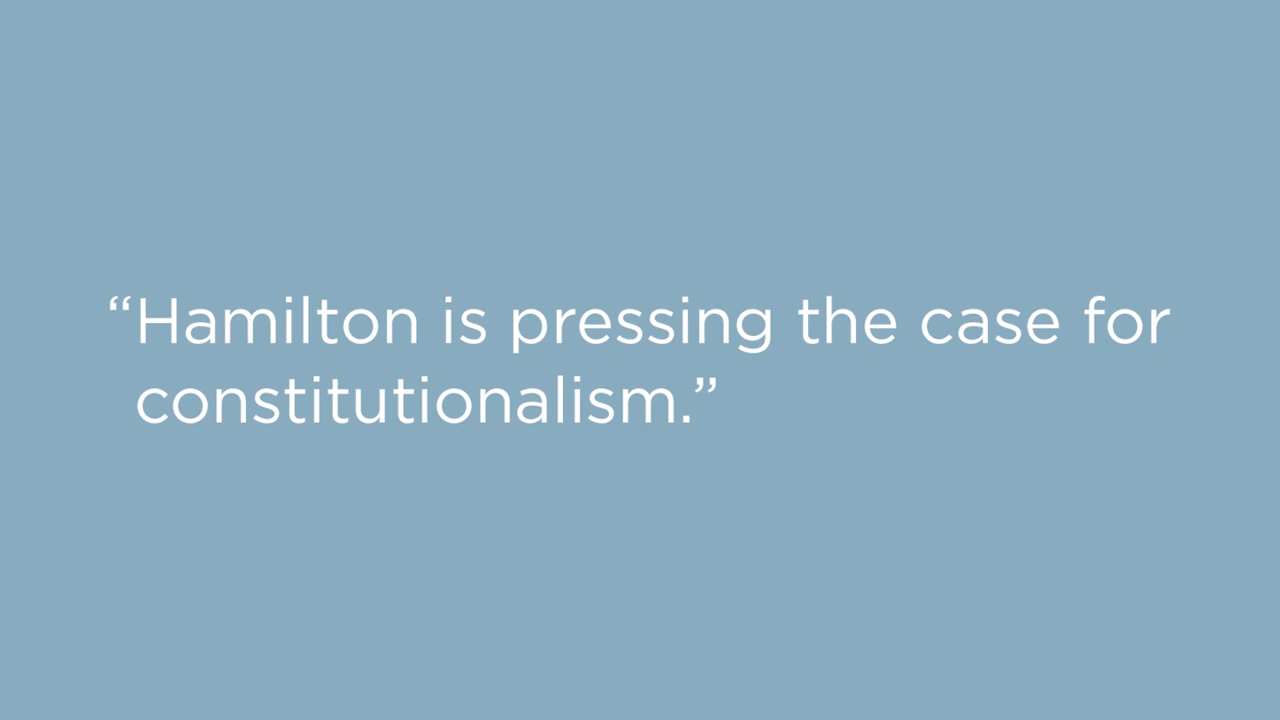 “Hamilton is pressing the case for
constitutionalism.”